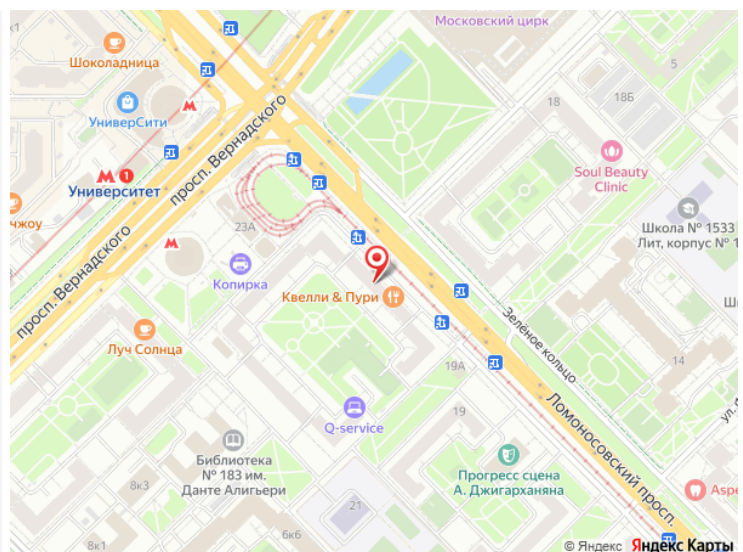 Московский цирк
Шоколадница
5
18
18Б
УниверСити
просп. Вернадского
Soul Beauty
Clinic
М
М 1
Университет
чжоу
Школа № 1533
Лит, корпус № 1
23А
М
Копирка
Квелли & Пури
просп. Вернадского
Зелёное кольцо
Луч Солнца
19А
14
19
Q-service
Ломоносовский просп.
Библиотека
№ 183 им.
Данте Алигьери
Прогресс сцена
А. Джигарханяна
8к3
21
6к6
8к1
© Яндекс Яндекс Карты